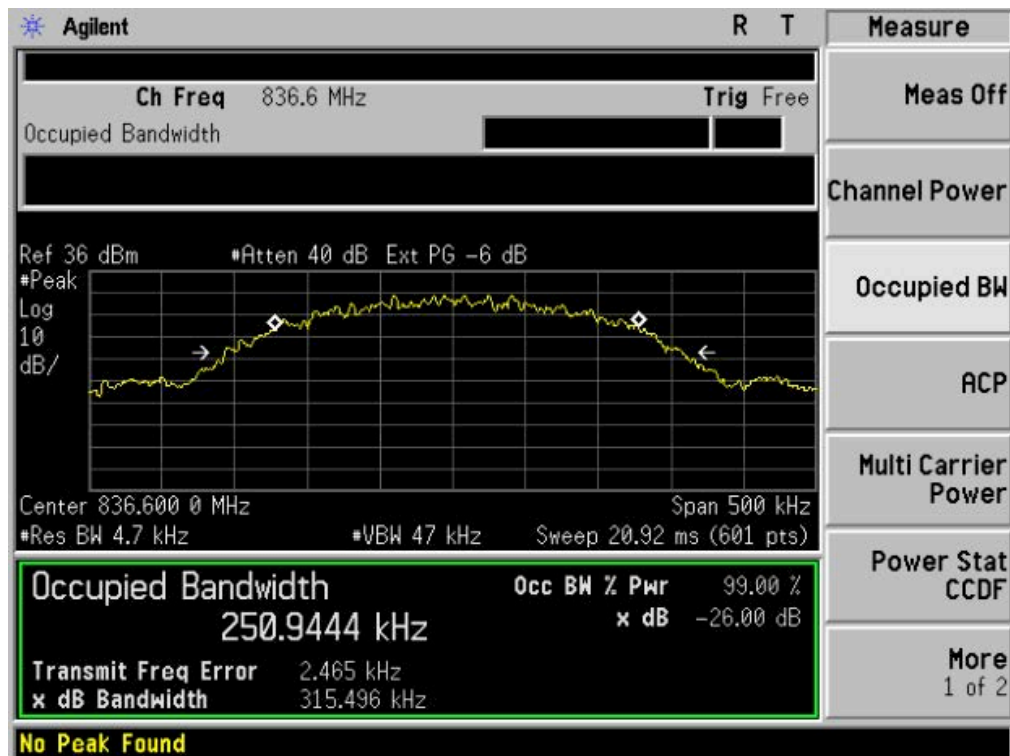 Agilent R T Measure
Ch Freq 836.6 MHz Trig Free
Occupied Bandwidth
Meas Off
Channel Power
Ref 36 dBm #Atten 40 dB Ext PG -6 dB
#Peak
Log
10
dB/
Occupied BW
ACP
Center 836.600 0 MHz Span 500 kHz
#Res BW 4.7 kHz #VBW 47 kHz Sweep 20.92 ms (601 pts)
Multi Carrier
Power
Occupied Bandwidth Occ BW % Pwr 99.00 %
250.9444 kHz x dB -26.00 dB
Transmit Freq Error 2.465 kHz
x dB Bandwidth 315.496 kHz
Power Stat
CCDF
More
1 of 2
No Peak Found